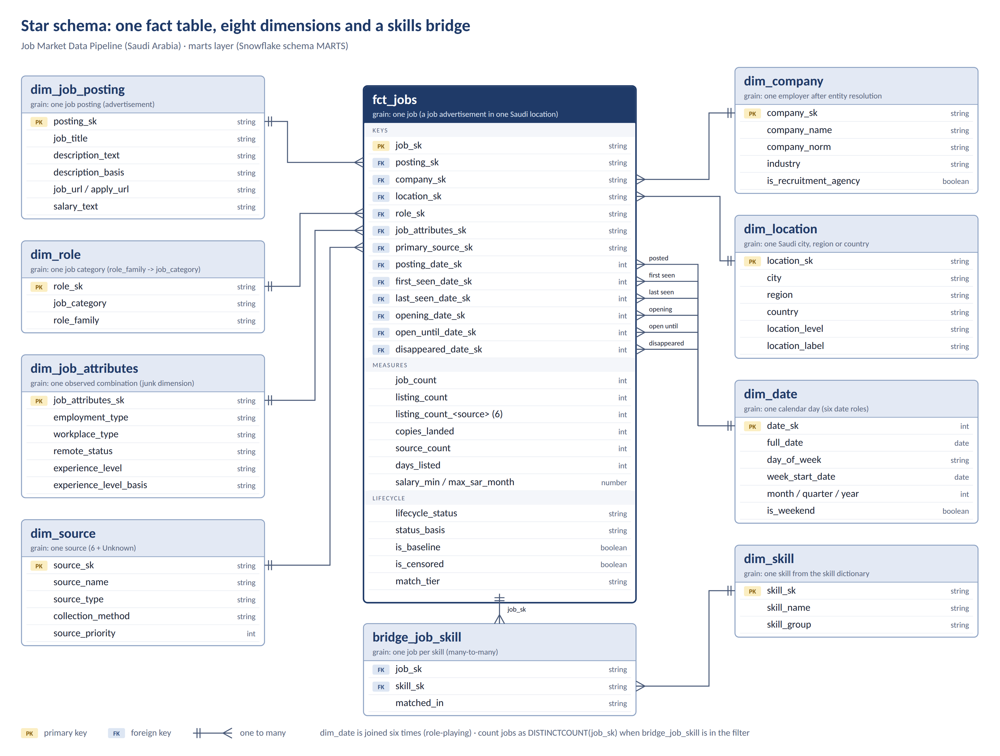 Star schema: one fact table, eight dimensions and a skills bridge
Job Market Data Pipeline (Saudi Arabia) · marts layer (Snowflake schema MARTS)
dim_job_posting
grain: one job posting (advertisement)
PK posting_sk string
job_title string
description_text string
description_basis string
job_url / apply_url string
salary_text string
dim_role
grain: one job category (role_family -> job_category)
PK role_sk string
job_category string
role_family string
dim_job_attributes
grain: one observed combination (junk dimension)
PK job_attributes_sk string
employment_type string
workplace_type string
remote_status string
experience_level string
experience_level_basis string
dim_source
grain: one source (6 + Unknown)
PK source_sk string
source_name string
source_type string
collection_method string
source_priority int
fct_jobs
grain: one job (a job advertisement in one Saudi location)
KEYS
PK job_sk string
FK posting_sk string
FK company_sk string
FK location_sk string
FK role_sk string
FK job_attributes_sk string
FK primary_source_sk string
FK posting_date_sk int
FK first_seen_date_sk int
FK last_seen_date_sk int
FK opening_date_sk int
FK open_until_date_sk int
FK disappeared_date_sk int
MEASURES
job_count int
listing_count int
listing_count_<source> (6) int
copies_landed int
source_count int
days_listed int
salary_min / max_sar_month number
LIFECYCLE
lifecycle_status string
status_basis string
is_baseline boolean
is_censored boolean
match_tier string
job_sk
bridge_job_skill
grain: one job per skill (many-to-many)
FK job_sk string
FK skill_sk string
matched_in string
posted
first seen
last seen
opening
open until
disappeared
dim_company
grain: one employer after entity resolution
PK company_sk string
company_name string
company_norm string
industry string
is_recruitment_agency boolean
dim_location
grain: one Saudi city, region or country
PK location_sk string
city string
region string
country string
location_level string
location_label string
dim_date
grain: one calendar day (six date roles)
PK date_sk int
full_date date
day_of_week string
week_start_date date
month / quarter / year int
is_weekend boolean
dim_skill
grain: one skill from the skill dictionary
PK skill_sk string
skill_name string
skill_group string
PK primary key FK foreign key one to many dim_date is joined six times (role-playing) · count jobs as DISTINCTCOUNT(job_sk) when bridge_job_skill is in the filter